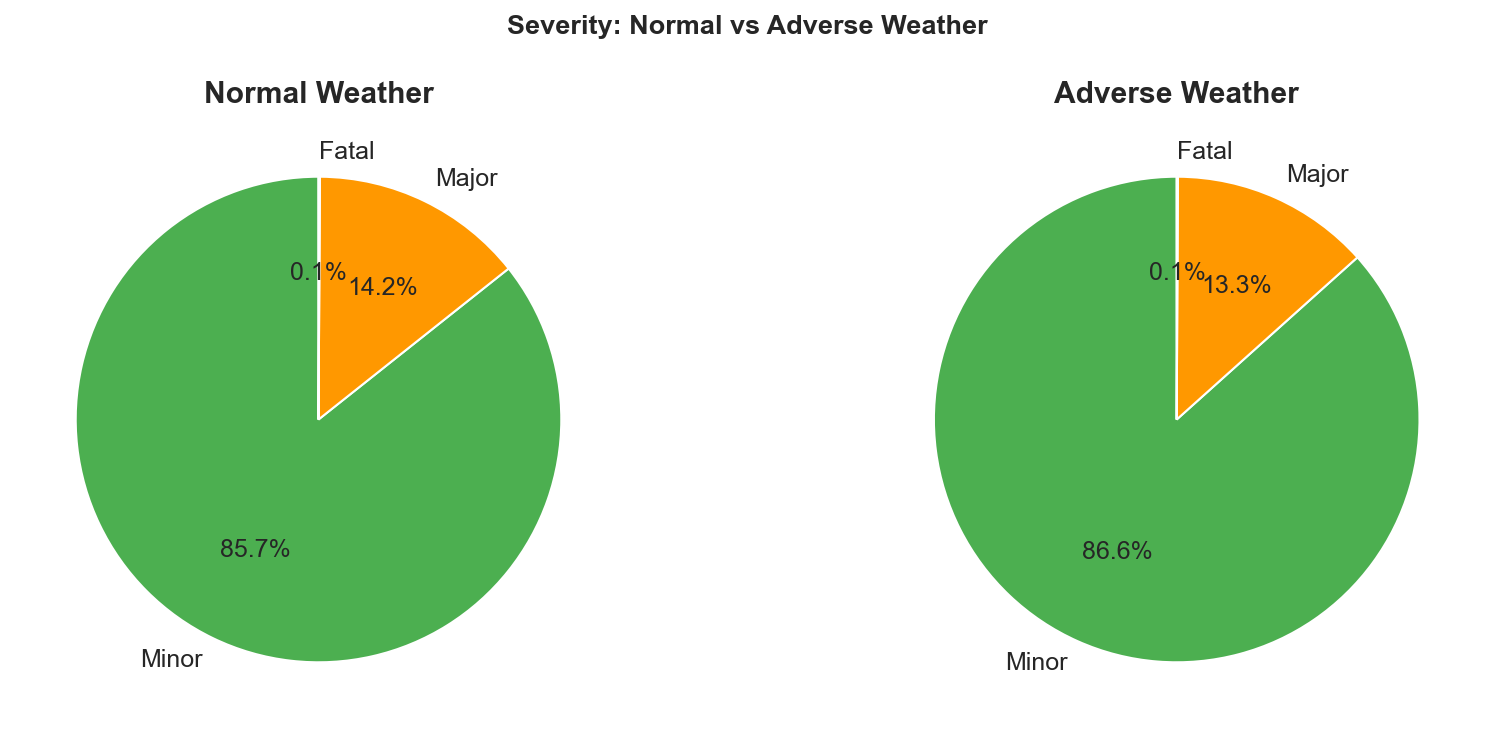 Severity: Normal vs Adverse Weather
Normal Weather
Fatal
Major
0.1%
14.2%
85.7%
Minor
Adverse Weather
Fatal
Major
0.1%
13.3%
86.6%
Minor